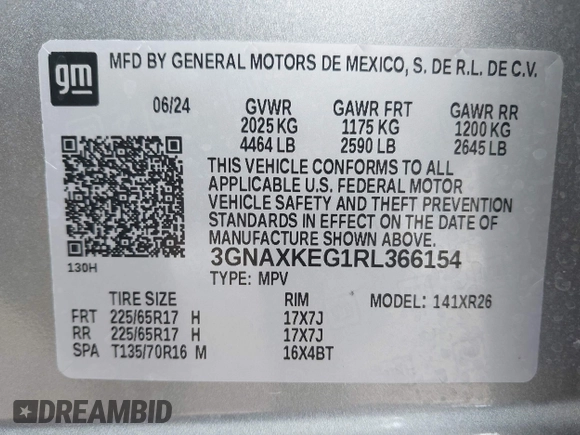 gm
MFD BY GENERAL MOTORS DE MEXICO, S. DE R.L. DE C.V.
06/24 GVWR GAWR FRT GAWR RR
2025 KG 1175 KG 1200 KG
4464 LB 2590 LB 2645 LB
THIS VEHICLE CONFORMS TO ALL
APPLICABLE U.S. FEDERAL MOTOR
VEHICLE SAFETY AND THEFT PREVENTION
STANDARDS IN EFFECT ON THE DATE OF
MANUFACTURE SHOWN ABOVE.
130H
3GNAXKEG1RL366154
TYPE: MPV
TIRE SIZE RIM MODEL: 141XR26
FRT 225/65R17 H 17X7J
RR 225/65R17 H 17X7J
SPA T135/70R16 M 16X4BT
DREAMBID